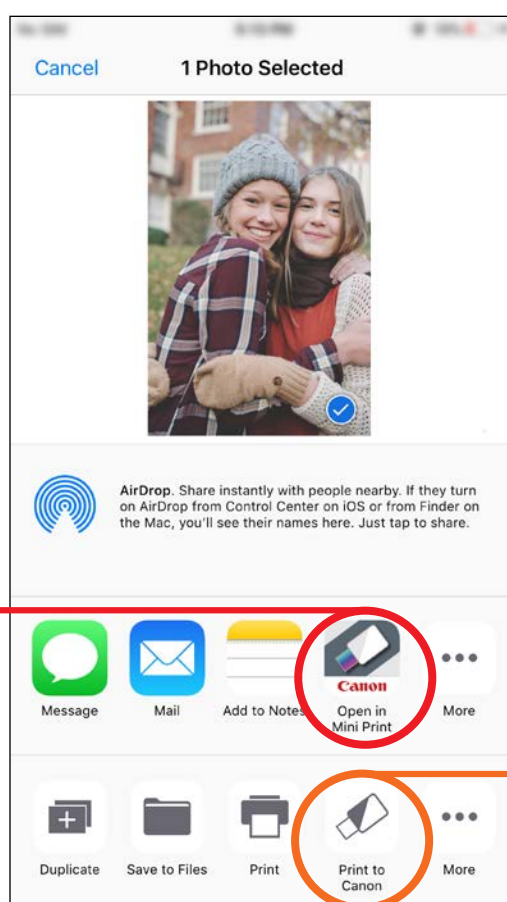 Cancel
1 Photo Selected
AirDrop. Share instantly with people nearby. If they turn
on AirDrop from Control Center on iOS or from Finder on
the Mac, you'll see their names here. Just tap to share.
Canon
Message
Mail
Add to Notes
Open in
Mini Print
More
Duplicate
Save to Files
Print
Print to
Canon
More